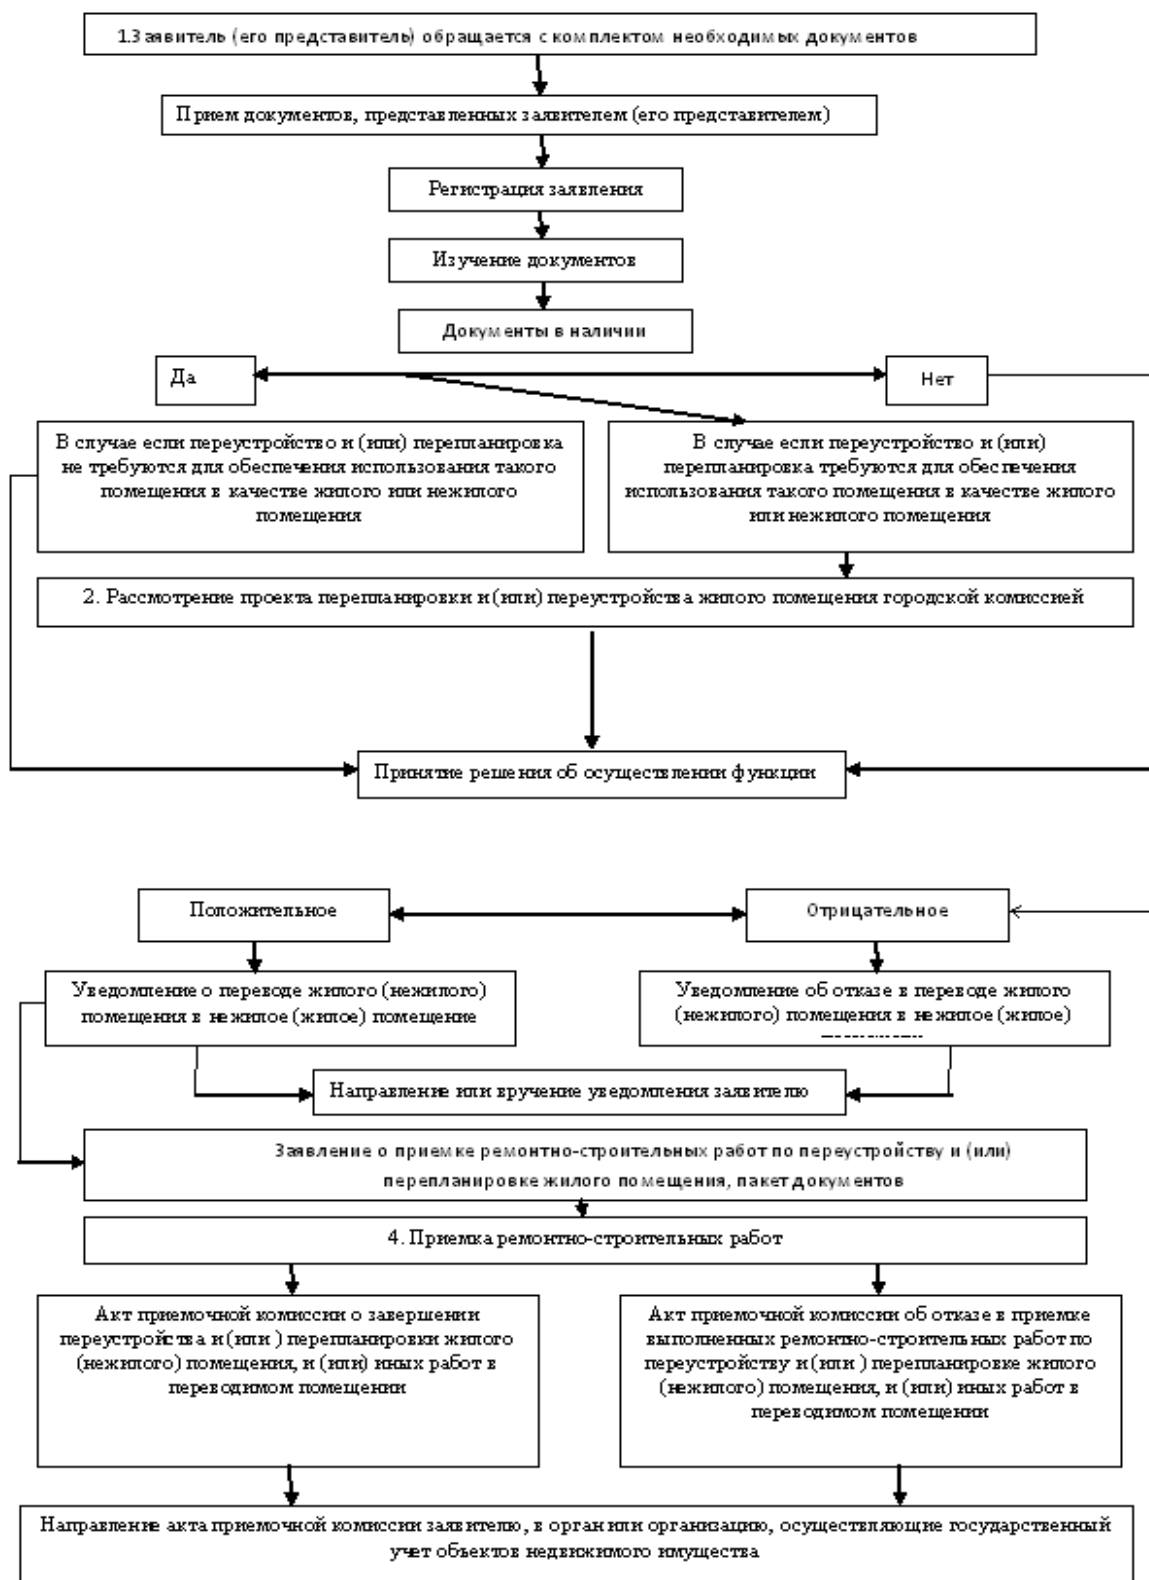 1.Заявитель (его представитель) обращается с комплектом необходимых документов
Прием документов, представленных заявителем (его представителем)
Регистрация заявления
Изучение документов
Документы в наличии
Да
Нет
В случае если переустройство и (или) перепланировка
не требуются для обеспечения использования такого
помещения в качестве жилого или нежилого
помещения
В случае если переустройство и (или)
перепланировка требуются для обеспечения
использования такого помещения в качестве жилого
или нежилого помещения
2. Рассмотрение проекта перепланировки и (или) переустройства жилого помещения городской комиссией
Принятие решения об осуществлении функции
Положительное
Отрицательное
Уведомление о переводе жилого (нежилого)
помещения в нежилое (жилое) помещение
Уведомление об отказе в переводе жилого
(нежилого) помещения в нежилое (жилое)
Направление или вручение уведомления заявителю
Заявление о приемке ремонтно-строительных работ по переустройству и (или)
перепланировке жилого помещения, пакет документов
4. Приемка ремонтно-строительных работ
Акт приемочной комиссии о завершении
переустройства и (или ) перепланировки жилого
(нежилого) помещения, и (или) иных работ в
переводимом помещении
Акт приемочной комиссии об отказе в приемке
выполненных ремонтно-строительных работ по
переустройству и (или ) перепланировке жилого
(нежилого) помещения, и (или) иных работ в
переводимом помещении
Направление акта приемочной комиссии заявителю, в орган или организацию, осуществляющие государственный
учет объектов недвижимого имущества